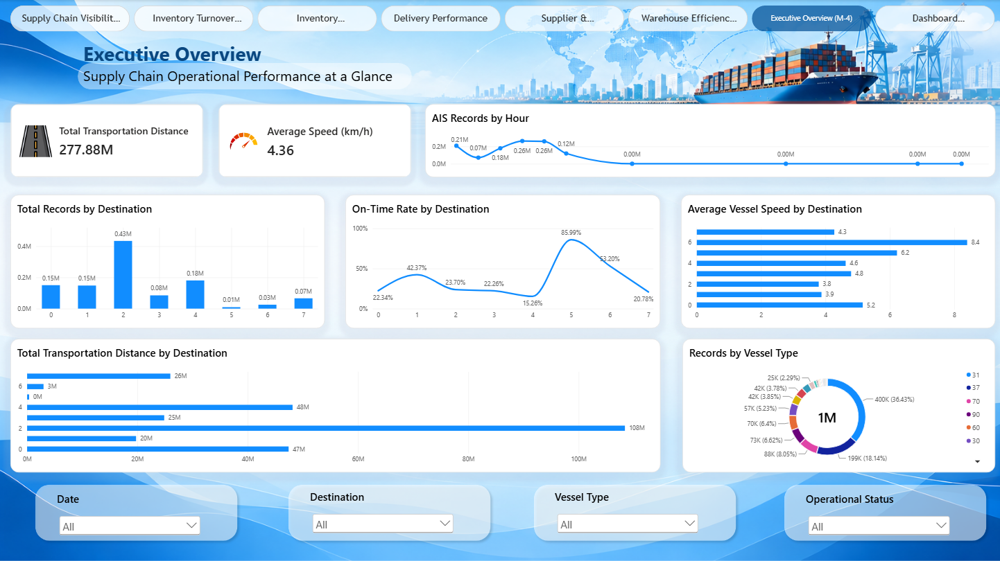 Supply Chain Visibilit...
Inventory Turnover...
Inventory...
Delivery Performance
Supplier &...
Warehouse Efficienc...
Executive Overview (M-4)
Dashboard...
Executive Overview
Supply Chain Operational Performance at a Glance
Total Transportation Distance
277.88M
Average Speed (km/h)
4.36
AIS Records by Hour
0.2M
0.0M
0.21M
0.07M
0.18M
0.26M
0.26M
0.12M
0.00M
0.00M
0.00M
0.00M
Total Records by Destination
0.4M
0.2M
0.0M
0.15M
0.15M
0.43M
0.08M
0.18M
0.01M
0.03M
0.07M
0 1 2 3 4 5 6 7
On-Time Rate by Destination
100%
50%
0%
22.34%
42.37%
23.70%
22.26%
15.26%
85.99%
53.20%
20.78%
0 1 2 3 4 5 6 7
Average Vessel Speed by Destination
4.3
6 8.4
6.2
4 4.6
4.8
2 3.8
3.9
0 5.2
0 2 4 6 8
Total Transportation Distance by Destination
26M
6 3M
0M
4 48M
25M
2 108M
20M
0 47M
0M 20M 40M 60M 80M 100M
Records by Vessel Type
25K (2.29%)
42K (3.78%)
42K (3.85%)
57K (5.23%)
70K (6.4%)
73K (6.62%)
88K (8.05%)
199K (18.14%)
400K (36.43%)
1M
31
37
70
90
60
30
Date
All
Destination
All
Vessel Type
All
Operational Status
All